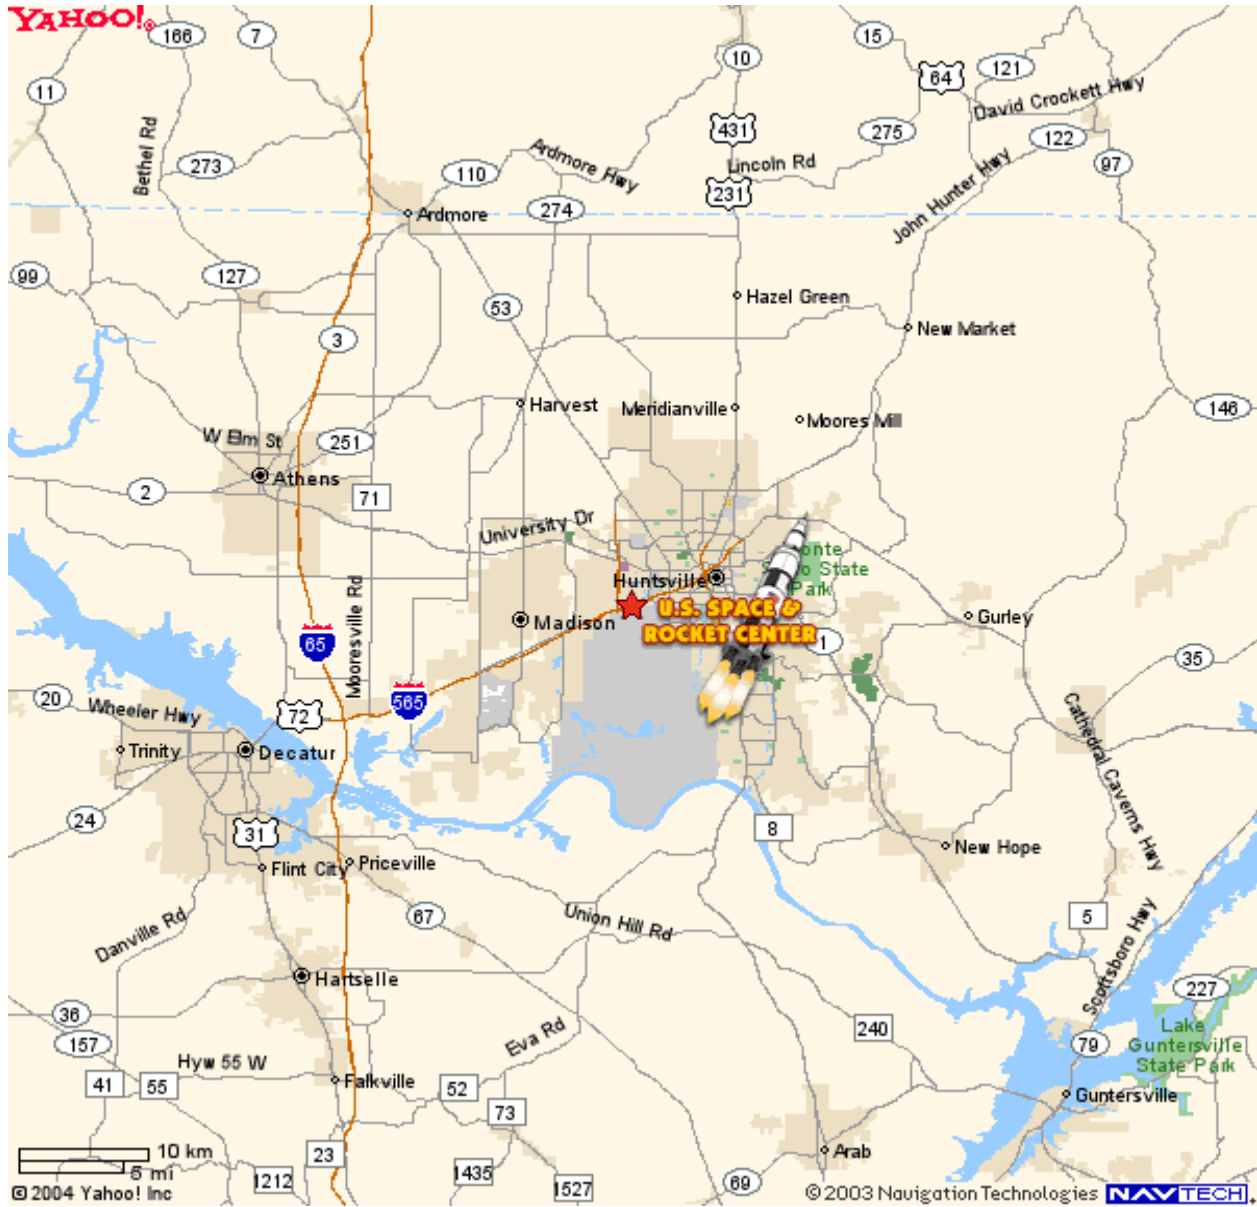 YAHOO!®
166
7
15
10
64
121
11
David Crockett Hwy
431
275
122
Bethel Rd
Ardmore Hwy
Lincoln Rd
273
110
97
231
John Hunter Hwy
Ardmore
274
99
127
Hazel Green
53
New Market
3
Harvest
Meridianville
146
Moores Mill
W Elm St
251
Athens
2
71
University Dr
Huntsville
State
Park
U.S. SPACE &
ROCKET CENTER
Madison
Gurley
1
65
Mooresville Rd
35
565
20
Wheeler Hwy
72
Trinity
Decatur
Cathedral Caverns Hwy
24
31
8
New Hope
Flint City
Priceville
67
Union Hill Rd
5
Danville Rd
Scottsboro Hwy
Hartselle
227
36
240
157
Eva Rd
79
Lake
Guntersville
State Park
Hyw 55 W
41
55
Falkville
52
Guntersville
73
10 km
23
Arab
5 mi
1212
1435
69
1527
© 2004 Yahoo! Inc
© 2003 Navigation Technologies NAVTECH